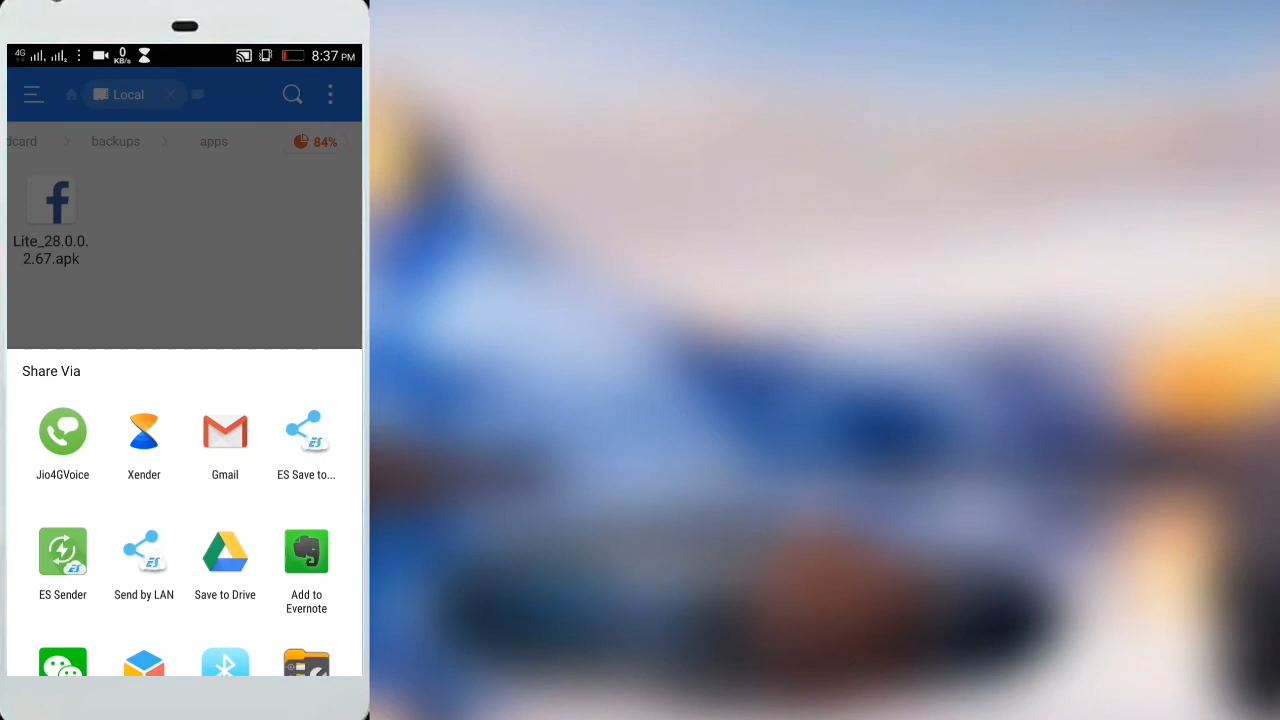 4G
0
KB/s
8:37 PM
Local
dcard
backups
apps
84%
Lite_28.0.0.
2.67.apk
Share Via
Jio4GVoice
Xender
Gmail
ES Save to...
ES Sender
Send by LAN
Save to Drive
Add to
Evernote